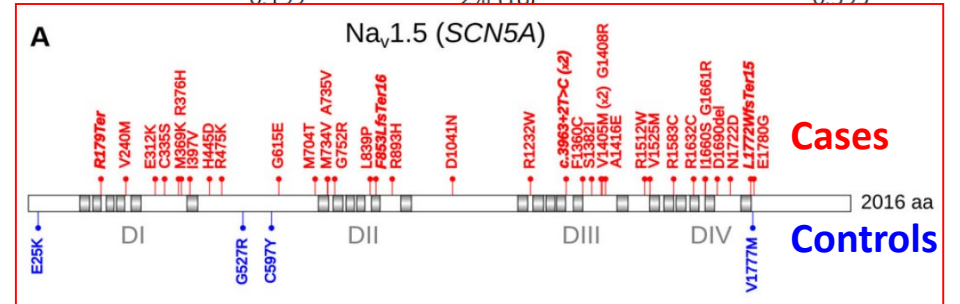 A
Nav1.5 (SCN5A)
R179Ter
V240M
E312K
C335S
M369K R376H
I397V
H445D
R475K
G615E
M704T
M734V A735V
G752R
L839P
F853LfsTer16
R893H
D1041N
R1232W
c.3963+2T>C (x2)
F1360C
S1382I
V1405M (x2) G1408R
A1416E
R1512W
V1525M
R1583C
R1632C
I1660S G1661R
D1690del
N1722D
L1772WfsTer15
E1780G
Cases
2016 aa
DI
DII
DIII
DIV
Controls
E25K
G527R
C597Y
V1777M